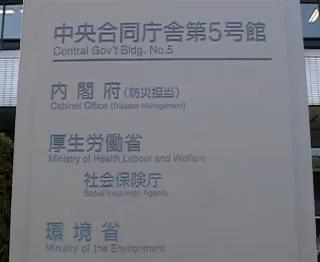 中央合同庁舎第5号館
Central Gov't Bldg. No.5
内閣府(防災担当)
Cabinet Office (Disaster Management)
厚生労働省
Ministry of Health,Labour and Welfare
社会保険庁
Social Insurance Agency
環境省
Ministry of the Environment